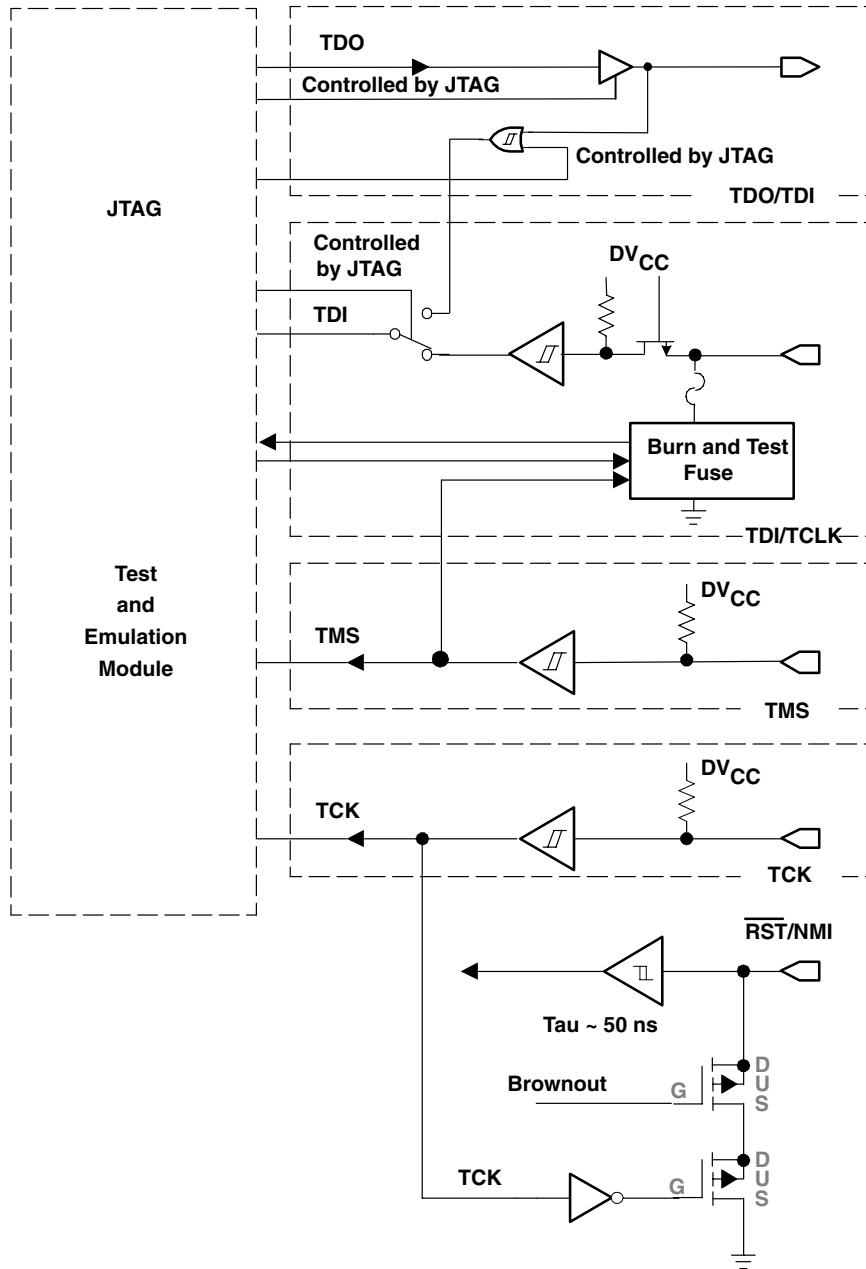 TDO
Controlled by JTAG
Controlled by JTAG
TDO/TDI
JTAG
Controlled
by JTAG
TDI
DVCC
Burn and Test
Fuse
TDI/TCLK
Test
and
Emulation
Module
TMS
DVCC
TMS
TCK
DVCC
TCK
RST/NMI
Tau ~ 50 ns
Brownout
G
D
U
S
TCK
G
D
U
S